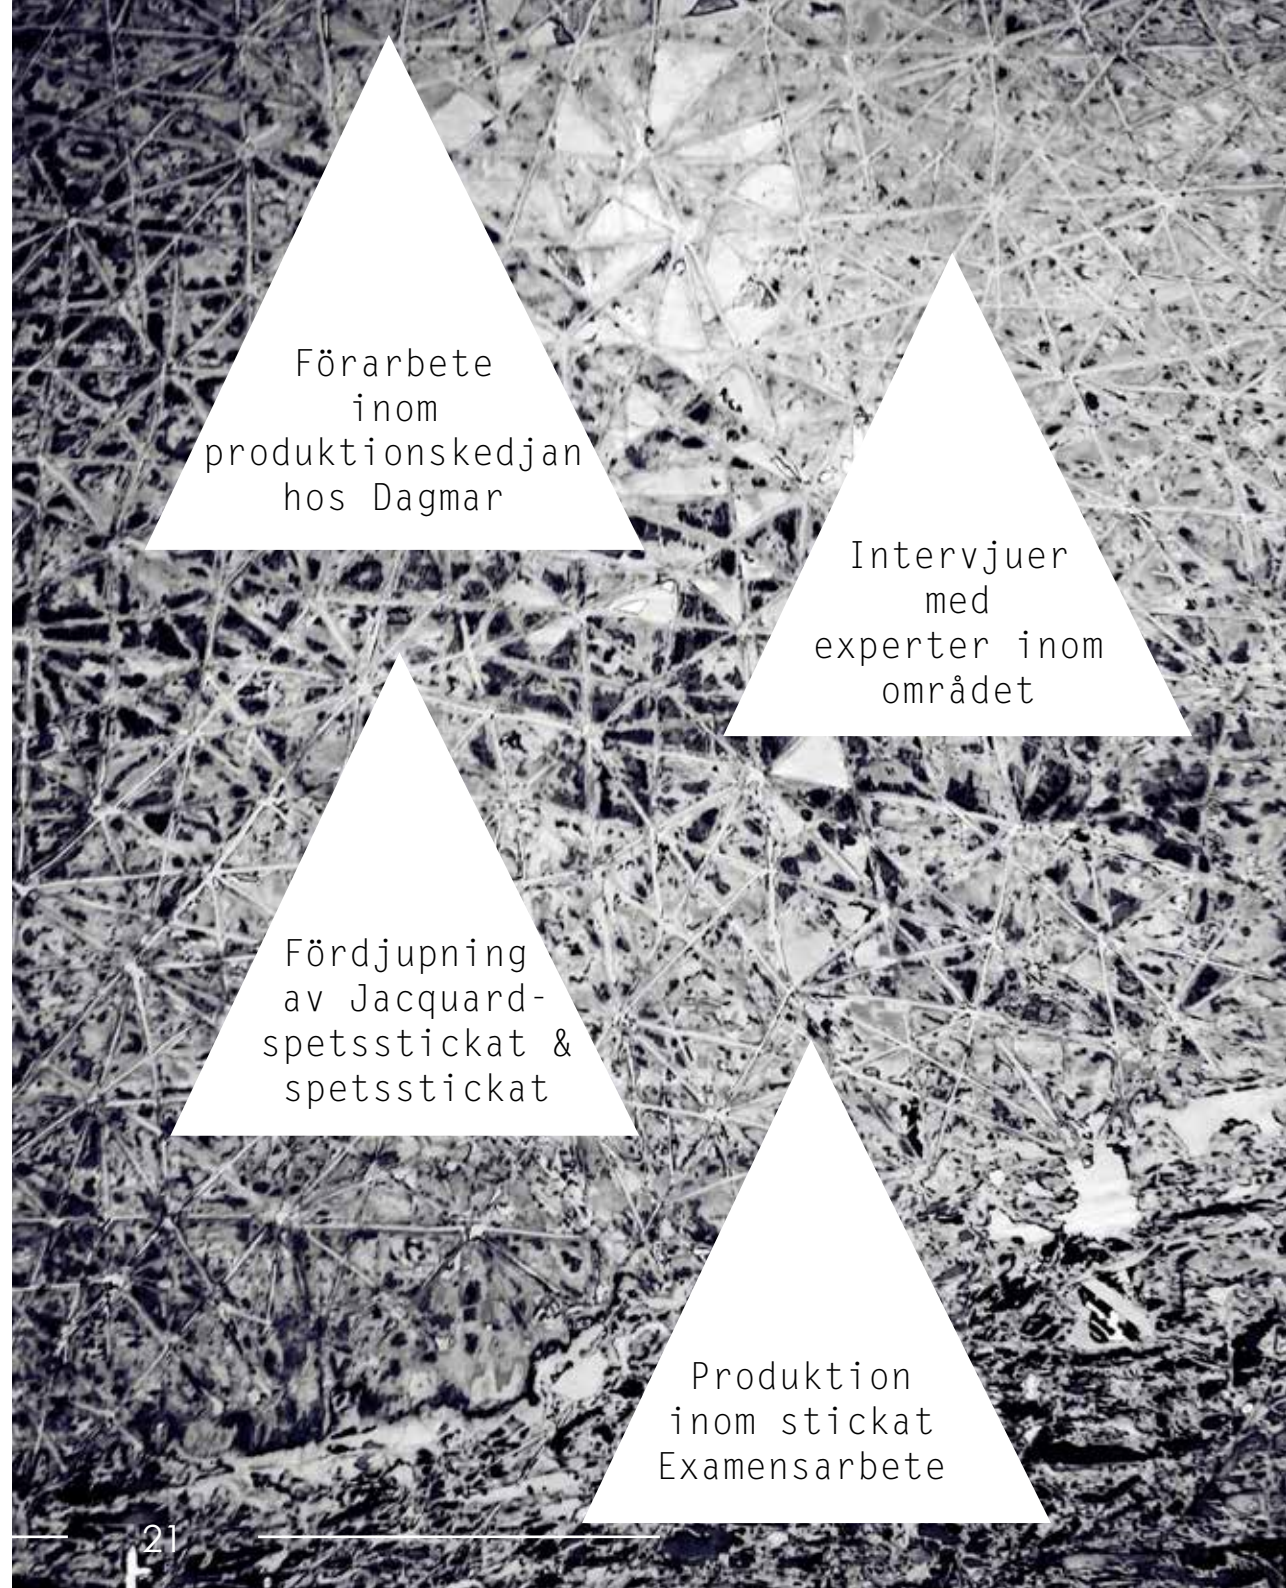 Förarbete
inom
produktionskedjan
hos Dagmar
Intervjuer
med
experter inom
området
Fördjupning
av Jacquard-
spetsstickat &
spetsstickat
Produktion
inom stickat
Examensarbete
21